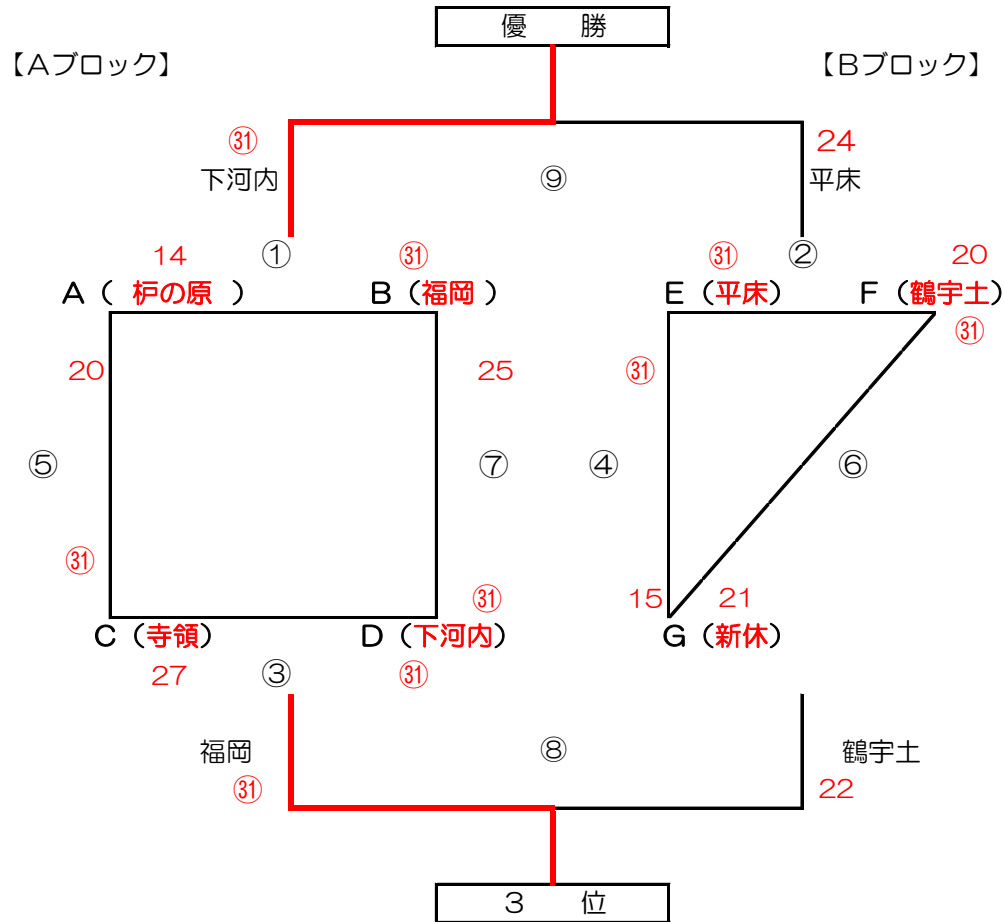 優　勝
【Aブロック】　【Bブロック】
㉛　24
下河内　⑨　平床
14　①　㉛　㉛　②　20
A（ 枦の原 ）　B（福岡 ）　E（平床）　F（鶴宇土）
㉛
20　25　㉛
⑤　⑦　④　⑥
㉛
㉛　15　21
C（寺領）　D（下河内）　G（新休）
27　③　㉛
福岡　⑧　鶴宇土
㉛　22
3　位